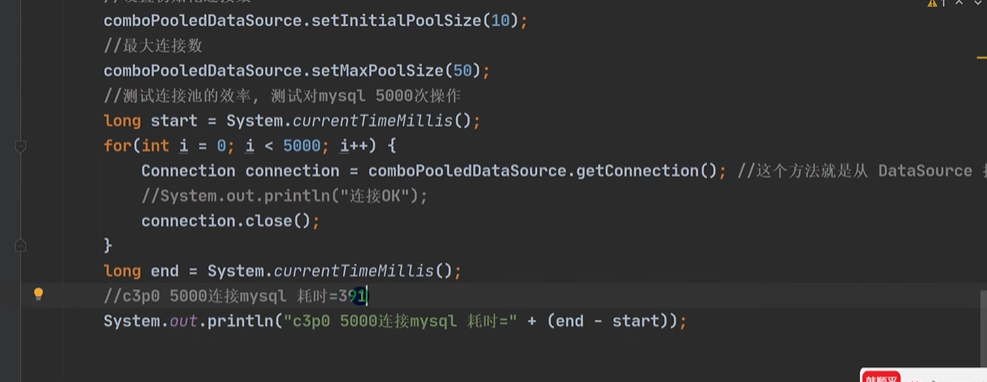 comboPooledDataSource.setInitialPoolSize(10);
//最大连接数
comboPooledDataSource.setMaxPoolSize(50);
//测试连接池的效率, 测试对mysql 5000次操作
long start = System.currentTimeMillis();
for(int i = 0; i < 5000; i++) {
Connection connection = comboPooledDataSource.getConnection(); //这个方法就是从 DataSource
//System.out.println("连接OK");
connection.close();
}
long end = System.currentTimeMillis();
//c3p0 5000连接mysql 耗时=391
System.out.println("c3p0 5000连接mysql 耗时=" + (end - start));
韩顺平